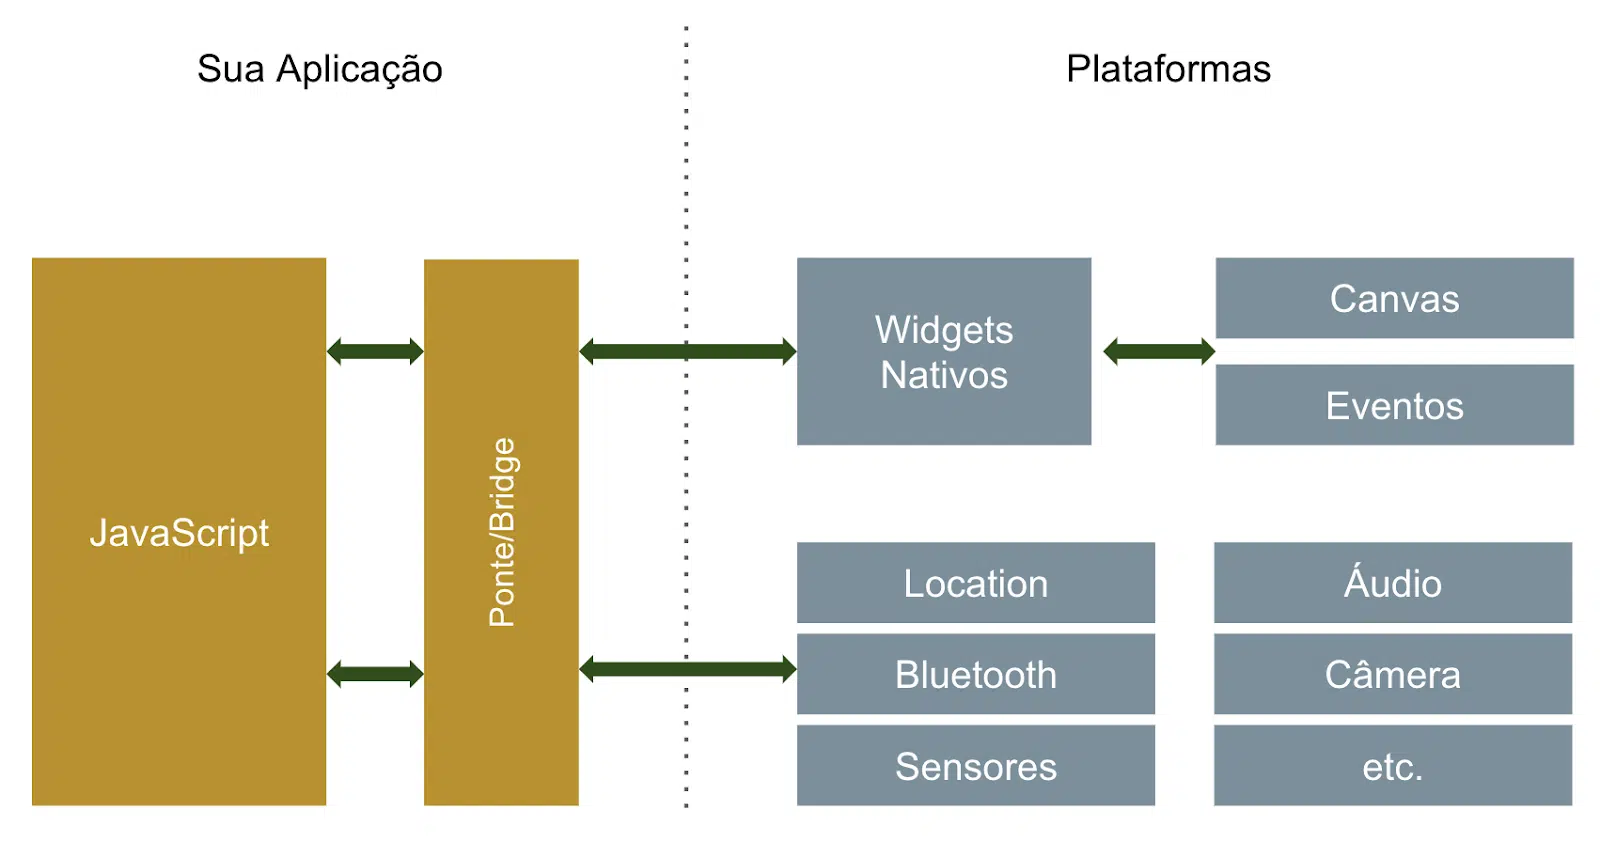 Sua Aplicação
Plataformas
JavaScript
Ponte/Bridge
Widgets
Nativos
Canvas
Eventos
Location
Áudio
Bluetooth
Câmera
Sensores
etc.